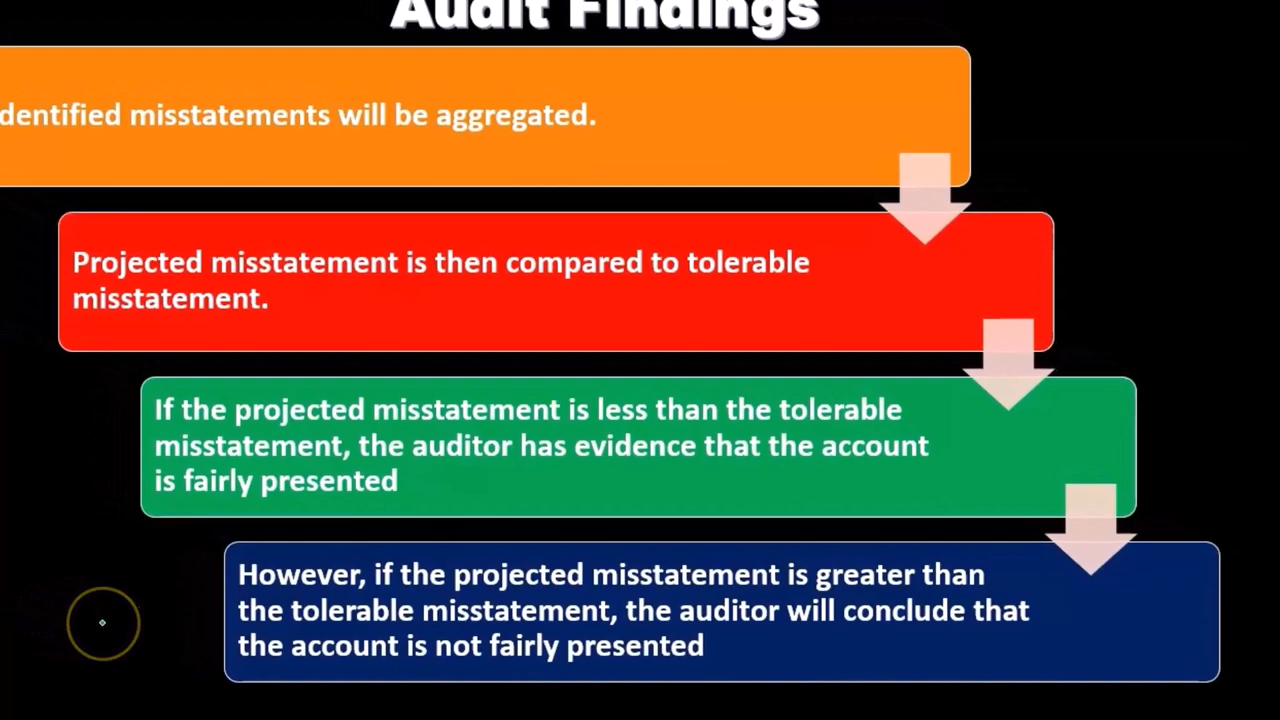 Audit Findings
dentified misstatements will be aggregated.
Projected misstatement is then compared to tolerable
misstatement.
If the projected misstatement is less than the tolerable
misstatement, the auditor has evidence that the account
is fairly presented
However, if the projected misstatement is greater than
the tolerable misstatement, the auditor will conclude that
the account is not fairly presented